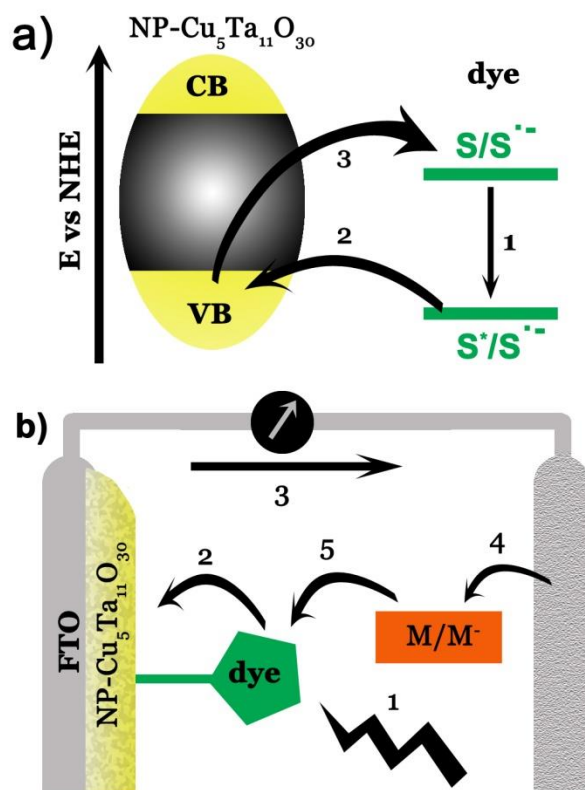 a)
NP-Cu₅Ta₁₁O₃₀
E vs NHE
CB
VB
dye
S/S˙⁻
3
1
2
S*/S˙⁻
b)
3
FTO
NP-Cu₅Ta₁₁O₃₀
2
5
4
M/M⁻
dye
1